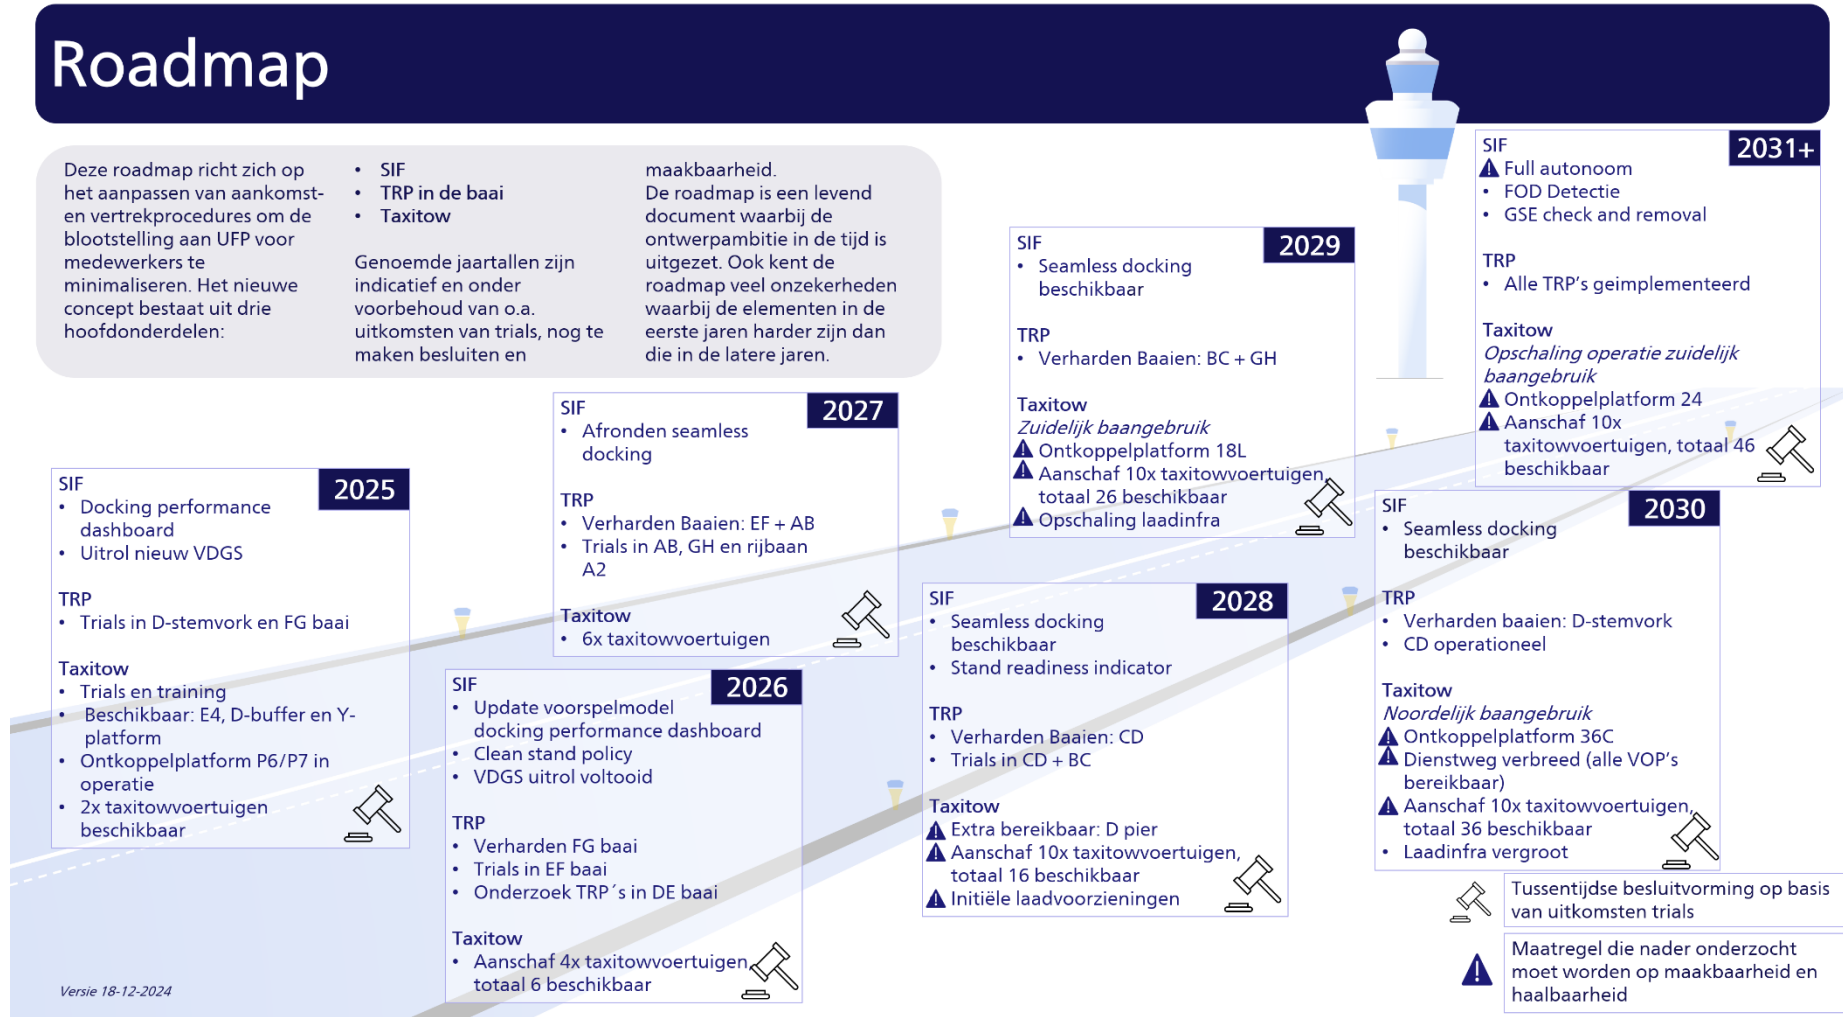 Roadmap
Deze roadmap richt zich op
het aanpassen van aankomst-
en vertrekprocedures om de
blootstelling aan UFP voor
medewerkers te
minimaliseren. Het nieuwe
concept bestaat uit drie
hoofdonderdelen:
• SIF
• TRP in de baai
• Taxitow
Genoemde jaartallen zijn
indicatief en onder
voorbehoud van o.a.
uitkomsten van trials, nog te
maken besluiten en
maakbaarheid.
De roadmap is een levend
document waarbij de
ontwerpambitie in de tijd is
uitgezet. Ook kent de
roadmap veel onzekerheden
waarbij de elementen in de
eerste jaren harder zijn dan
die in de latere jaren.
2025
SIF
• Docking performance
dashboard
• Uitrol nieuw VDGS
TRP
• Trials in D-stemvork en FG baai
Taxitow
• Trials en training
• Beschikbaar: E4, D-buffer en Y-
platform
• Ontkoppelplatform P6/P7 in
operatie
• 2x taxitowvoertuigen
beschikbaar
2026
SIF
• Update voorspelmodel
docking performance dashboard
• Clean stand policy
• VDGS uitrol voltooid
TRP
• Verharden FG baai
• Trials in EF baai
• Onderzoek TRP´s in DE baai
Taxitow
• Aanschaf 4x taxitowvoertuigen,
totaal 6 beschikbaar
2027
SIF
• Afronden seamless
docking
TRP
• Verharden Baaien: EF + AB
• Trials in AB, GH en rijbaan
A2
Taxitow
• 6x taxitowvoertuigen
2028
SIF
• Seamless docking
beschikbaar
• Stand readiness indicator
TRP
• Verharden Baaien: CD
• Trials in CD + BC
Taxitow
Extra bereikbaar: D pier
Aanschaf 10x taxitowvoertuigen,
totaal 16 beschikbaar
Initiële laadvoorzieningen
2029
SIF
• Seamless docking
beschikbaar
TRP
• Verharden Baaien: BC + GH
Taxitow
Zuidelijk baangebruik
Ontkoppelplatform 18L
Aanschaf 10x taxitowvoertuigen,
totaal 26 beschikbaar
Opschaling laadinfra
2030
SIF
• Seamless docking
beschikbaar
TRP
• Verharden baaien: D-stemvork
• CD operationeel
Taxitow
Noordelijk baangebruik
Ontkoppelplatform 36C
Dienstweg verbreed (alle VOP's
bereikbaar)
Aanschaf 10x taxitowvoertuigen,
totaal 36 beschikbaar
• Laadinfra vergroot
2031+
SIF
Full autonoom
• FOD Detectie
• GSE check and removal
TRP
• Alle TRP's geimplementeerd
Taxitow
Opschaling operatie zuidelijk
baangebruik
Ontkoppelplatform 24
Aanschaf 10x
taxitowvoertuigen, totaal 46
beschikbaar
Tussentijdse besluitvorming op basis
van uitkomsten trials
Maatregel die nader onderzocht
moet worden op maakbaarheid en
haalbaarheid
Versie 18-12-2024